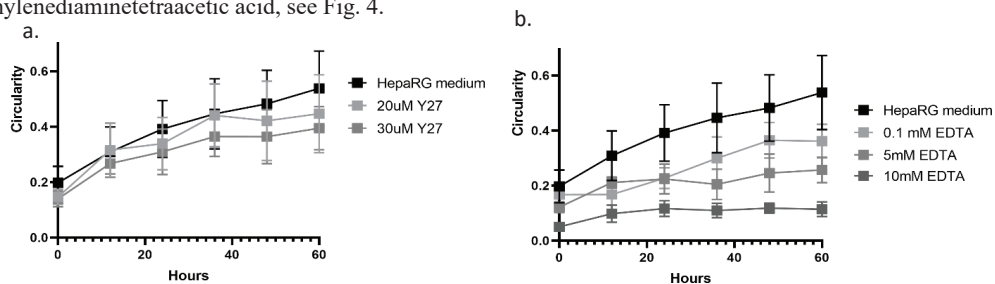 nylenediaminetetraacetic acid, see Fig. 4.
a.
b.
Circularity
0.6
0.4
0.2
0.0
0
20
40
60
Hours
HepaRG medium
20uM Y27
30uM Y27
Circularity
0.6
0.4
0.2
0.0
0
20
40
60
Hours
HepaRG medium
0.1 mM EDTA
5mM EDTA
10mM EDTA